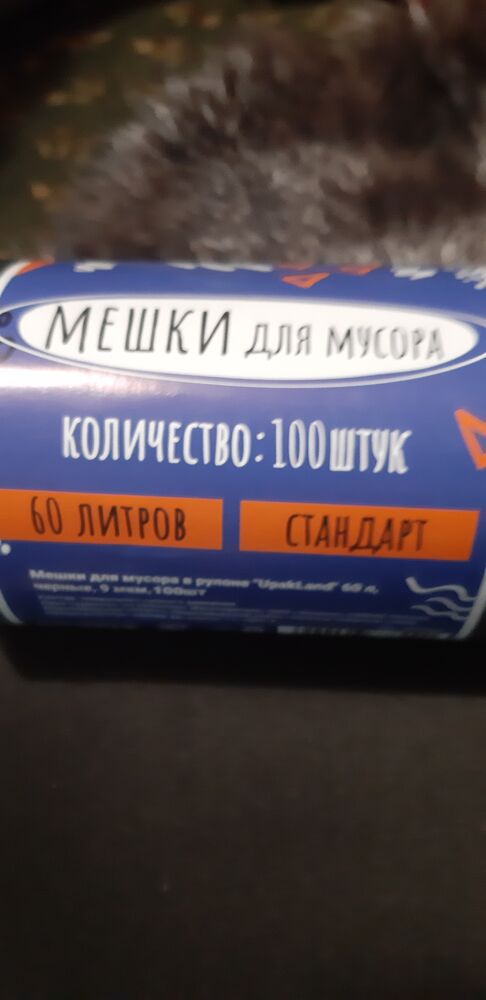 МЕШКИ ДЛЯ МУСОРА
КОЛИЧЕСТВО: 100 ШТУК
60 ЛИТРОВ
СТАНДАРТ
Мешки для мусора в рулоне "UpakLand" 60 л,
черные, 9 мкм, 100шт